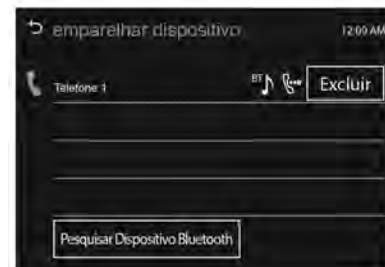 emparelhar dispositivo 12:00 AM
Telefone 1 BT Excluir
Pesquisar Dispositivo Bluetooth